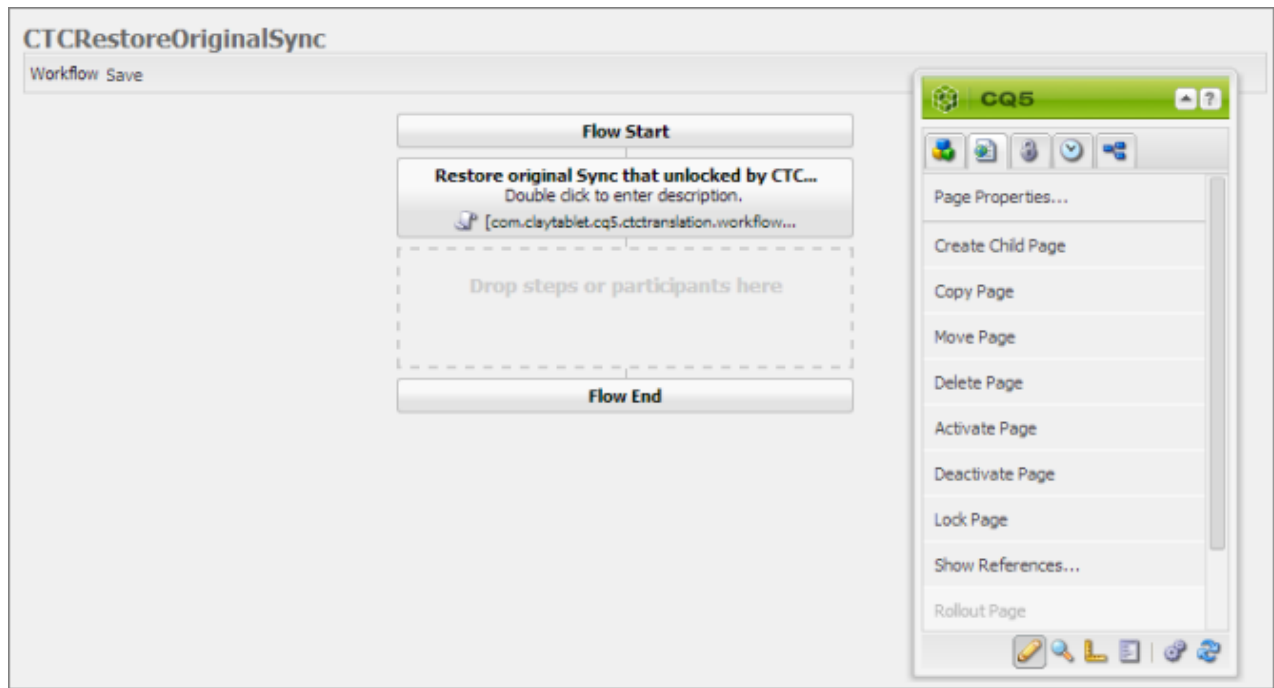 CTCRestoreOriginalSync
Workflow Save
Flow Start
Restore original Sync that unlocked by CTC...
Double click to enter description.
[com.claytablet.cq5.ctctranslation.workflow...
Drop steps or participants here
Flow End
CQ5
?
Page Properties...
Create Child Page
Copy Page
Move Page
Delete Page
Activate Page
Deactivate Page
Lock Page
Show References...
Rollout Page